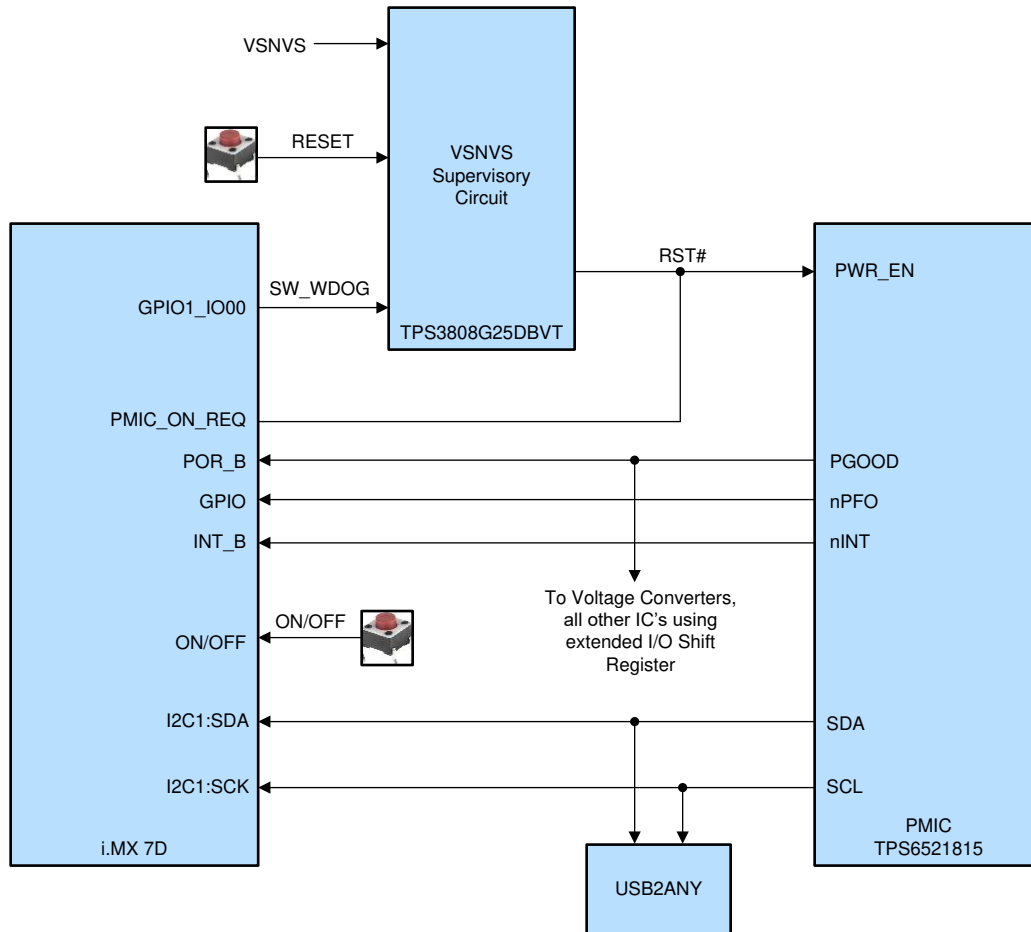 VSNVS
RESET
VSNVS
Supervisory
Circuit
RST#
PWR_EN
SW_WDOG
GPIO1_IO00
TPS3808G25DBVT
PMIC_ON_REQ
POR_B
PGOOD
GPIO
nPFO
INT_B
nINT
To Voltage Converters,
all other IC's using
extended I/O Shift
Register
ON/OFF
ON/OFF
I2C1:SDA
SDA
I2C1:SCK
SCL
i.MX 7D
PMIC
TPS6521815
USB2ANY